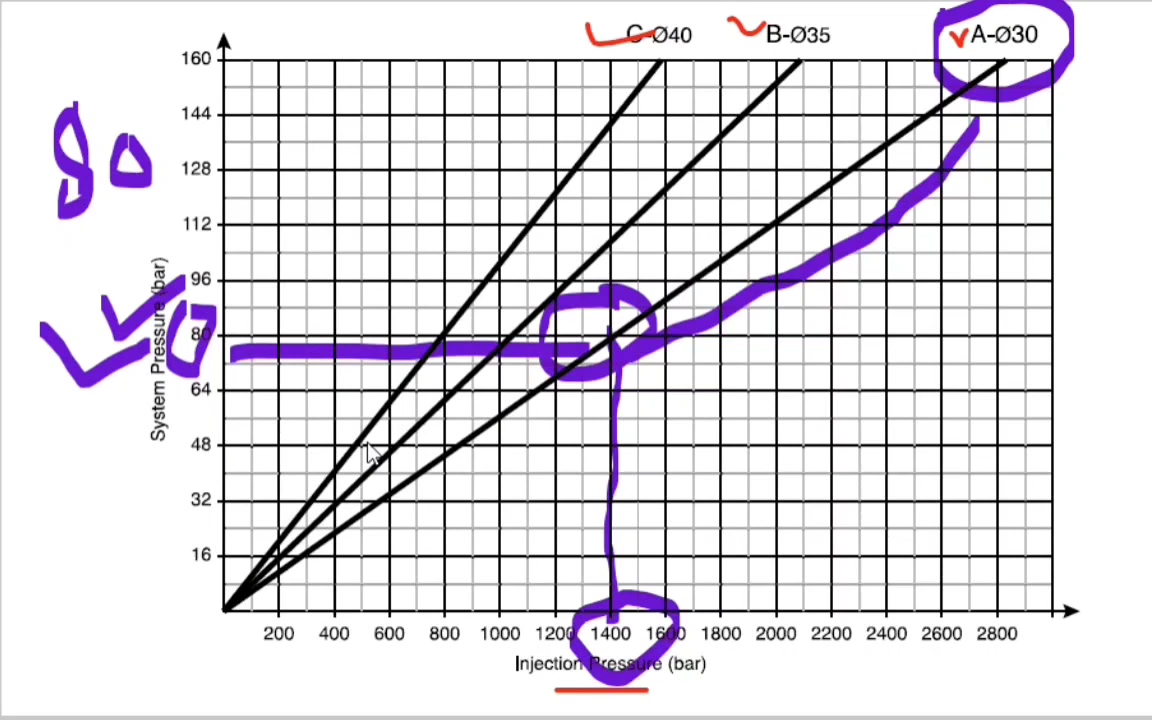 C-Ø40 B-Ø35 A-Ø30
160
144
80
128
112
96
80
64
48
32
16
System Pressure (bar)
200 400 600 800 1000 1200 1400 1600 1800 2000 2200 2400 2600 2800
Injection Pressure (bar)